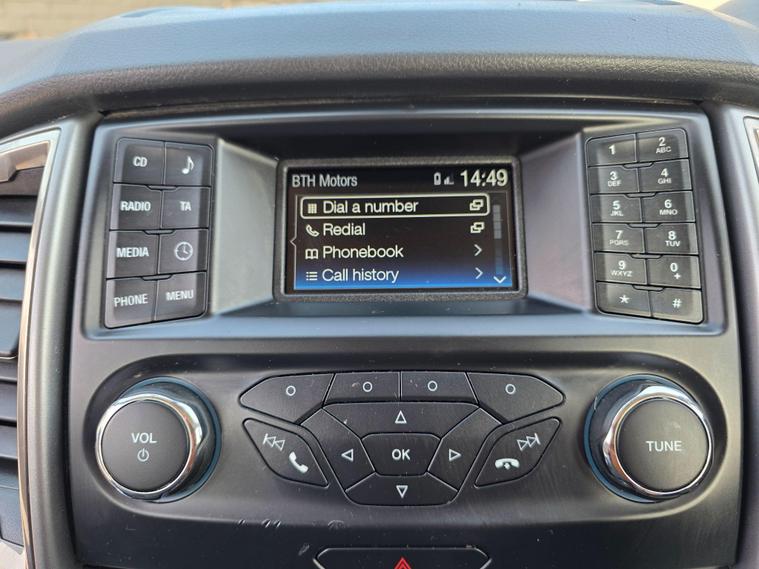 CD
RADIO TA
MEDIA
PHONE MENU
BTH Motors 14:49
Dial a number
Redial
Phonebook
Call history
1 2 ABC
3 DEF 4 GHI
5 JKL 6 MNO
7 PQRS 8 TUV
9 WXYZ 0 +
* #
VOL
OK
TUNE